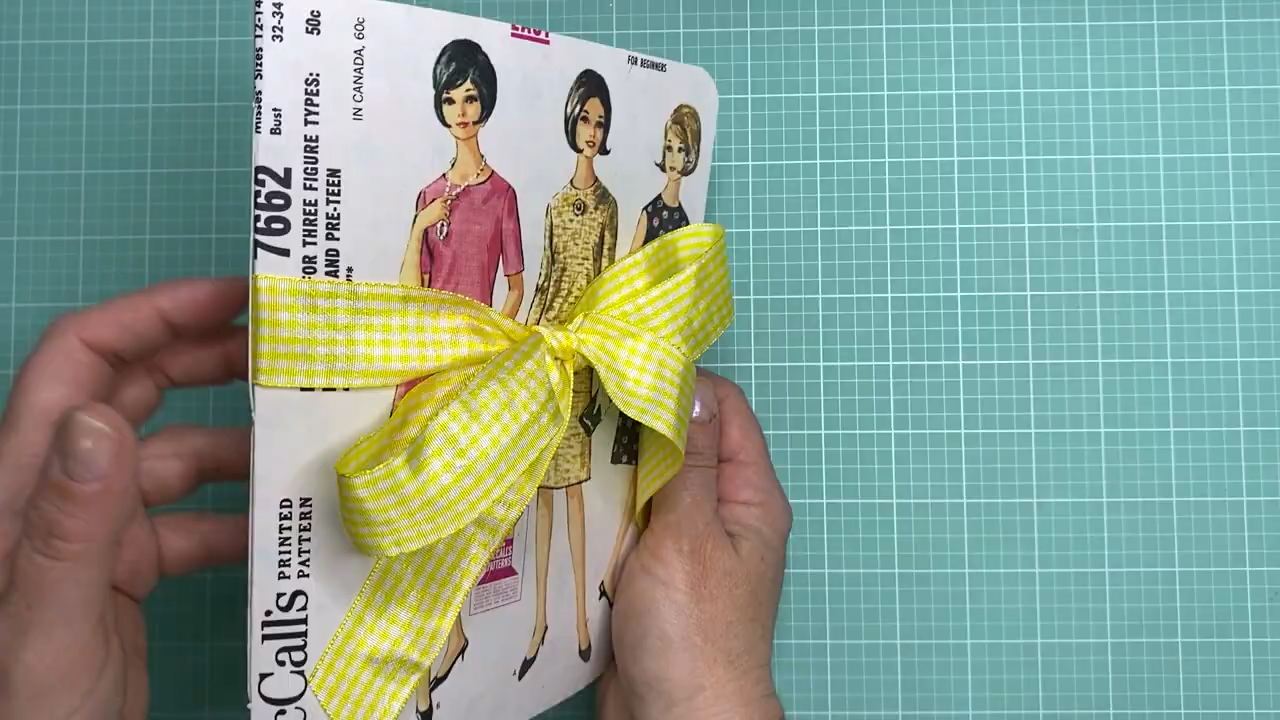 Misses' Sizes 12-14
Bust 32-34
50c
IN CANADA, 60c
FOR BEGINNERS
7662
FOR THREE FIGURE TYPES:
AND PRE-TEEN
PRINTED
PATTERN
cCall's